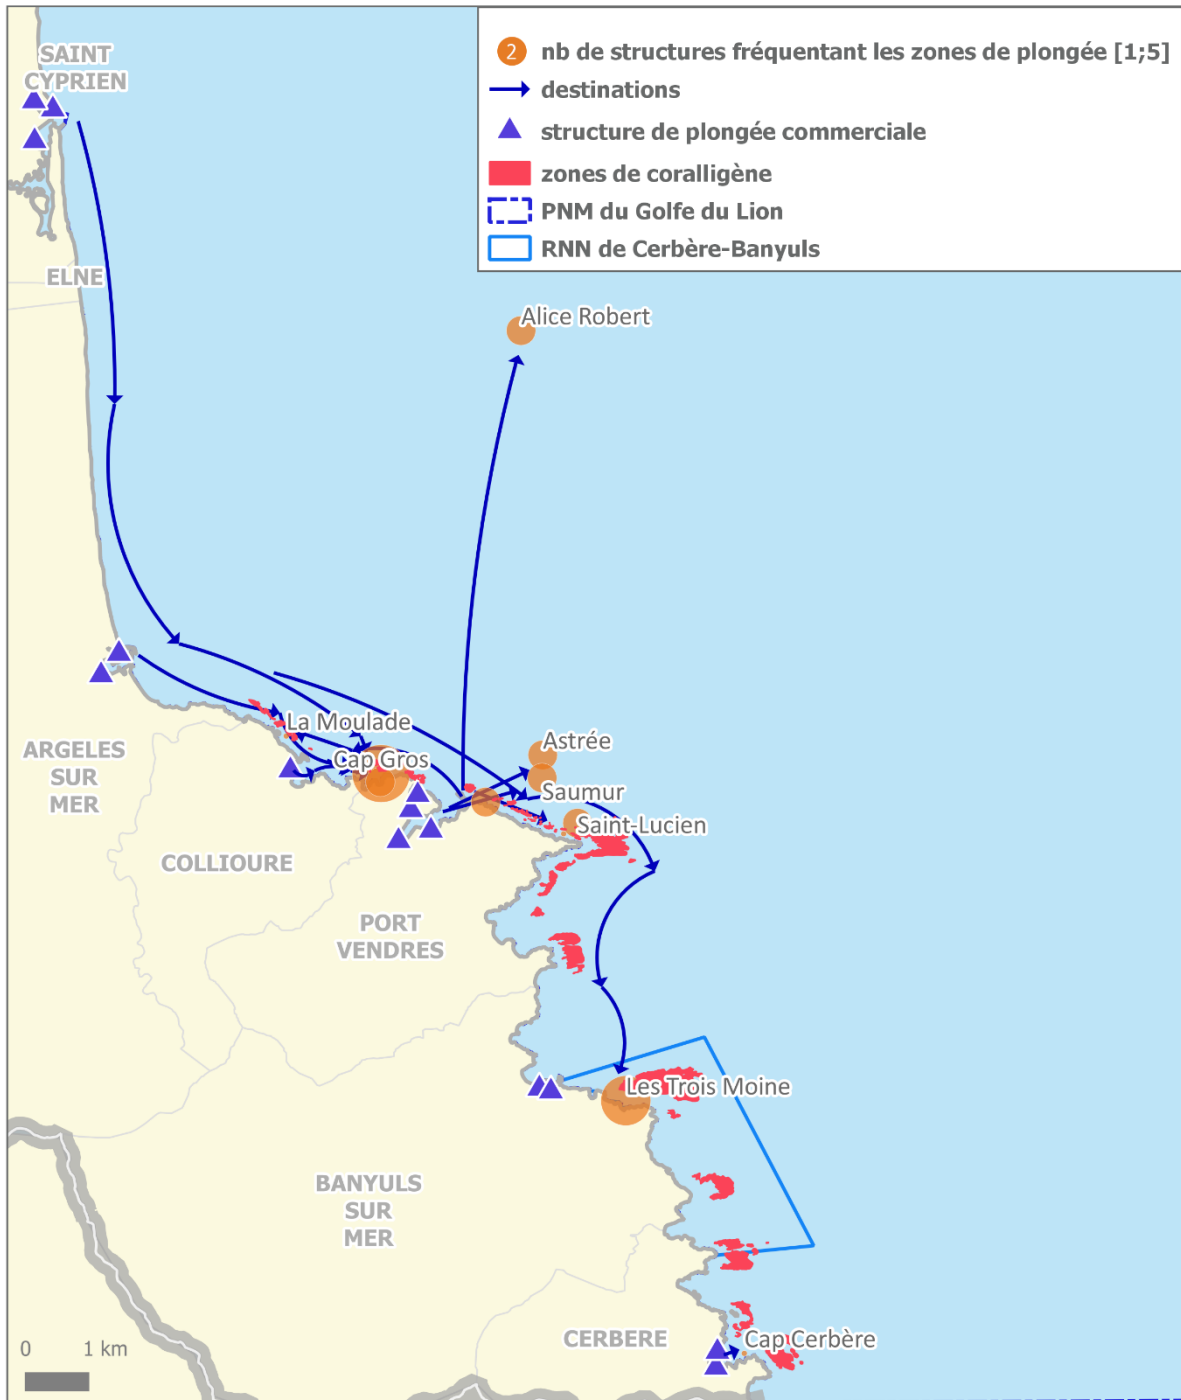 2 nb de structures fréquentant les zones de plongée [1;5]
destinations
structure de plongée commerciale
zones de coralligène
PNM du Golfe du Lion
RNN de Cerbère-Banyuls
SAINT
CYPRIEN
ELNE
Alice Robert
La Moulade
Astrée
Cap Gros
ARGELES
SUR
MER
Saumur
Saint-Lucien
COLLIOURE
PORT
VENDRES
Les Trois Moine
BANYULS
SUR
MER
CERBERE
Cap Cerbère
0 1 km